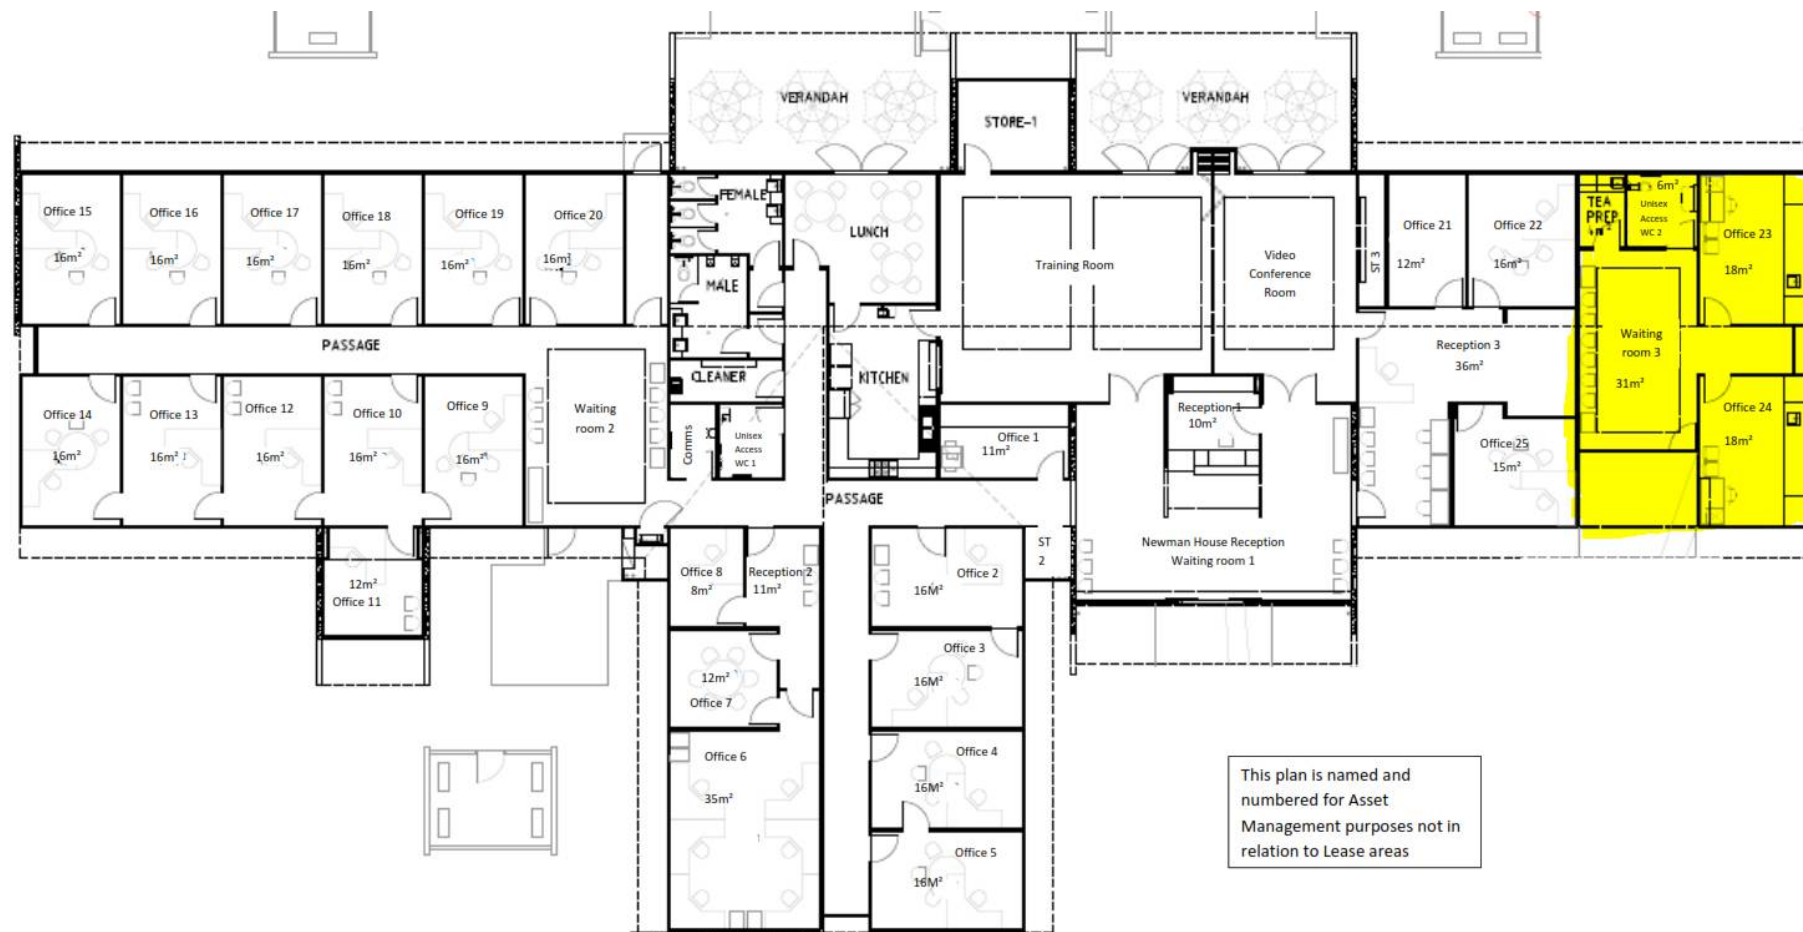 VERANDAH
VERANDAH
STORE-1
Office 15
16m²
Office 16
16m²
Office 17
16m²
Office 18
16m²
Office 19
16m²
Office 20
16m²
FEMALE
MALE
LUNCH
Training Room
Video
Conference
Room
ST 3
Office 21
12m²
Office 22
16m²
TEA
PREP
6m²
Unisex
Access
WC 2
Office 23
18m²
PASSAGE
CLEANER
KITCHEN
Reception 3
36m²
Waiting
room 3
31m²
Office 14
16m²
Office 13
16m²
Office 12
16m²
Office 10
16m²
Office 9
16m²
Waiting
room 2
Comms
Unisex
Access
WC 1
Office 1
11m²
Reception 1
10m²
Office 25
15m²
Office 24
18m²
PASSAGE
12m²
Office 11
Office 8
8m²
Reception 2
11m²
Office 2
16M²
ST
2
Newman House Reception
Waiting room 1
12m²
Office 7
Office 3
16M²
Office 6
35m²
Office 4
16M²
Office 5
16M²
This plan is named and
numbered for Asset
Management purposes not in
relation to Lease areas